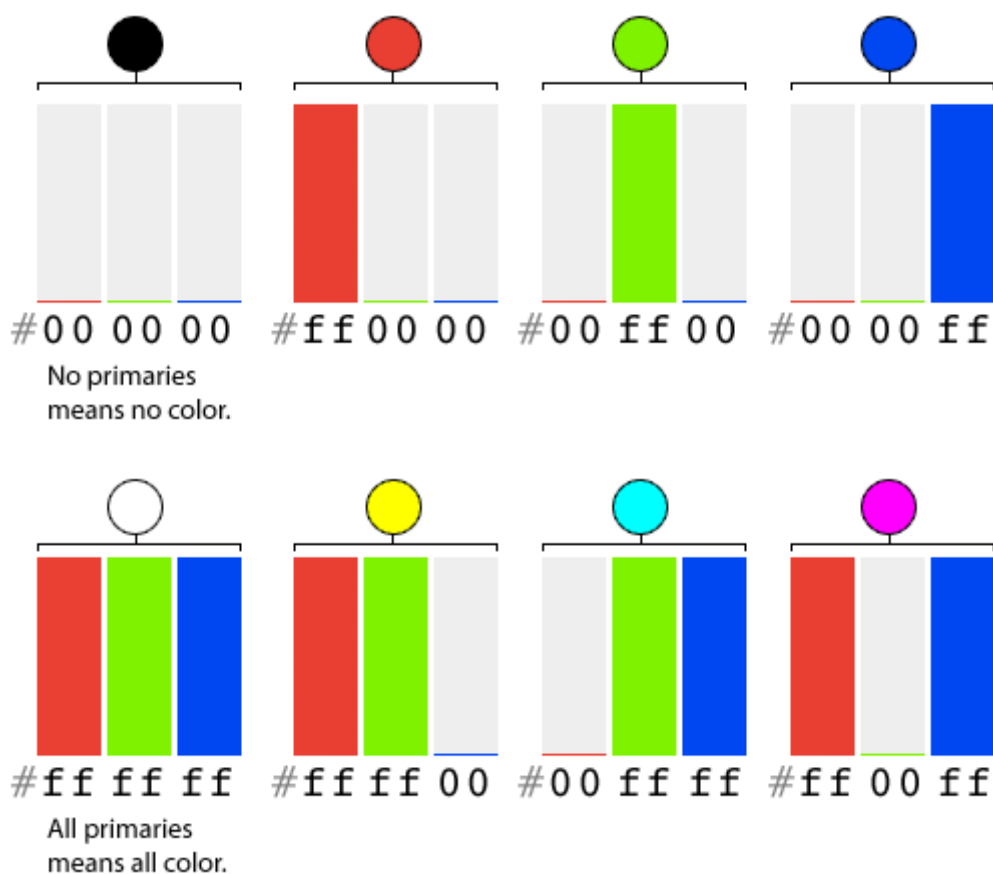 #00 00 00 #ff 00 00 #00 ff 00 #00 00 ff
No primaries
means no color.
#ff ff ff #ff ff 00 #00 ff ff #ff 00 ff
All primaries
means all color.